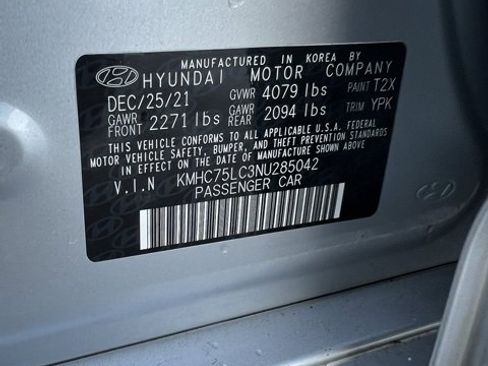 MANUFACTURED IN KOREA BY
HYUNDAI MOTOR COMPANY
DEC/25/21 GVWR 4079 lbs PAINT T2X
GAWR FRONT 2271 lbs GAWR REAR 2094 lbs TRIM YPK
THIS VEHICLE CONFORMS TO ALL APPLICABLE U.S.A. FEDERAL
MOTOR VEHICLE SAFETY, BUMPER, AND THEFT PREVENTION STANDARDS
IN EFFECT ON THE DATE OF MANUFACTURE SHOWN ABOVE.
V.I.N KMHC75LC3NU285042
PASSENGER CAR